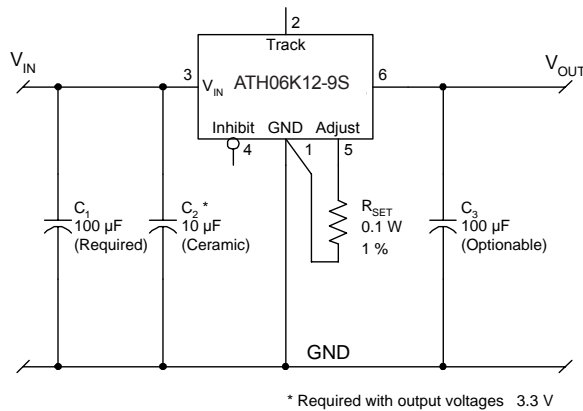 2
Track
V_IN
3
V_IN
ATH06K12-9S
6
V_OUT
Inhibit
GND
Adjust
4
1
5
C_1
100 µF
(Required)
C_2 *
10 µF
(Ceramic)
R_SET
0.1 W
1 %
C_3
100 µF
(Optionable)
GND
* Required with output voltages 3.3 V